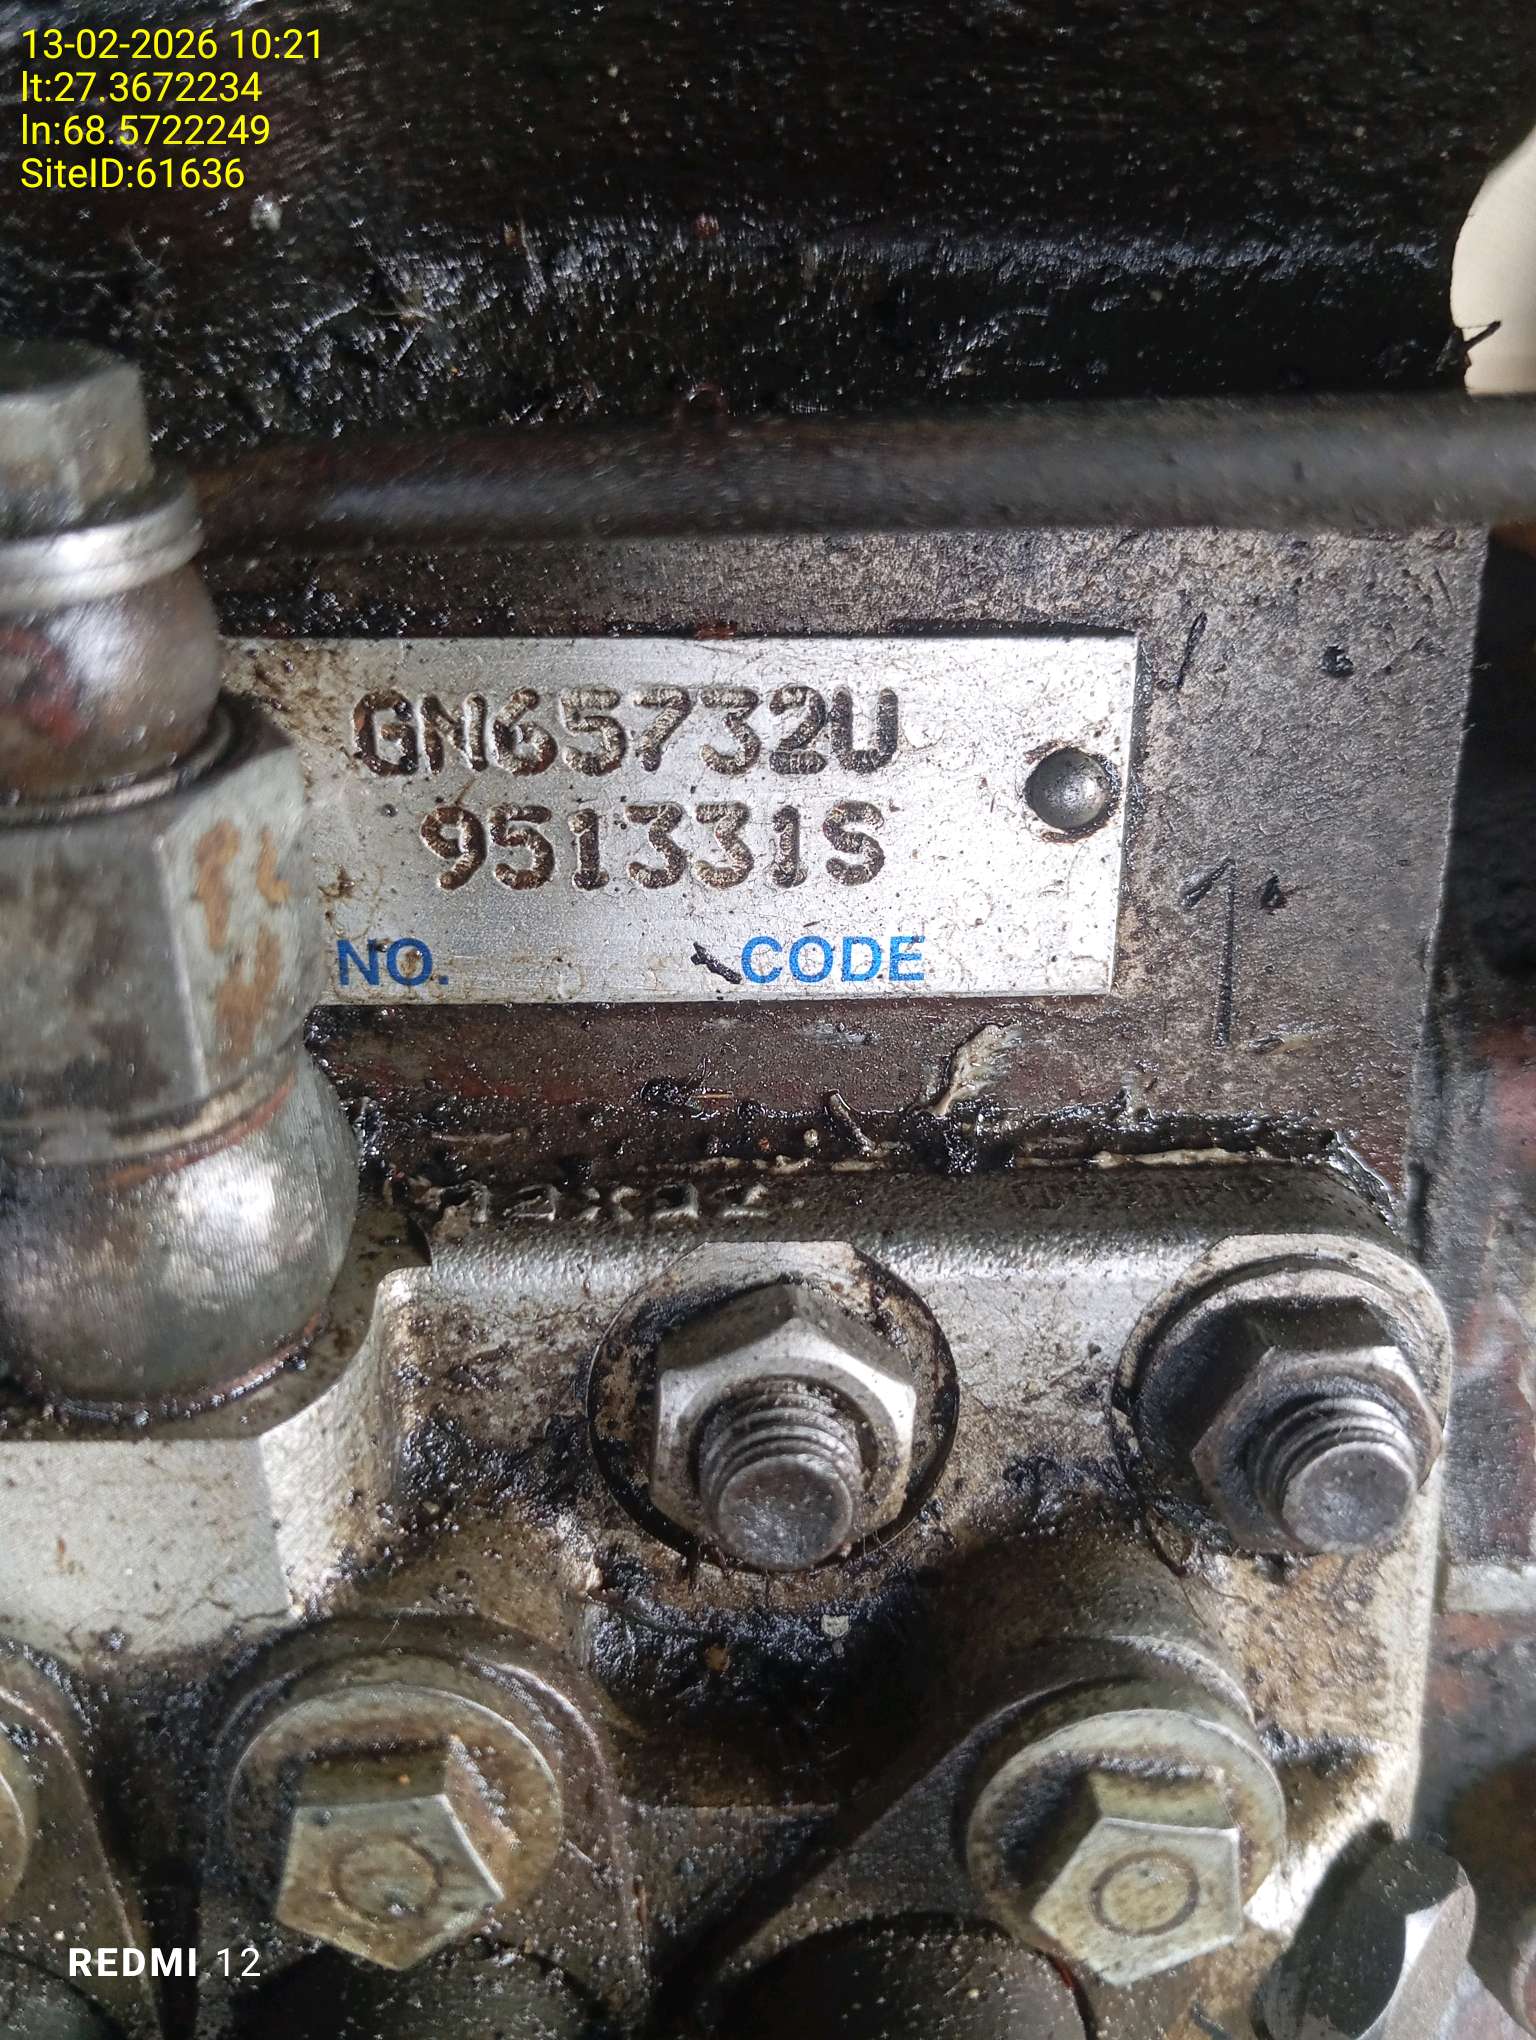 13-02-2026 10:21
lt:27.3672234
ln:68.5722249
SiteID:61636
GN65732U
951331S
NO. CODE
1
REDMI 12